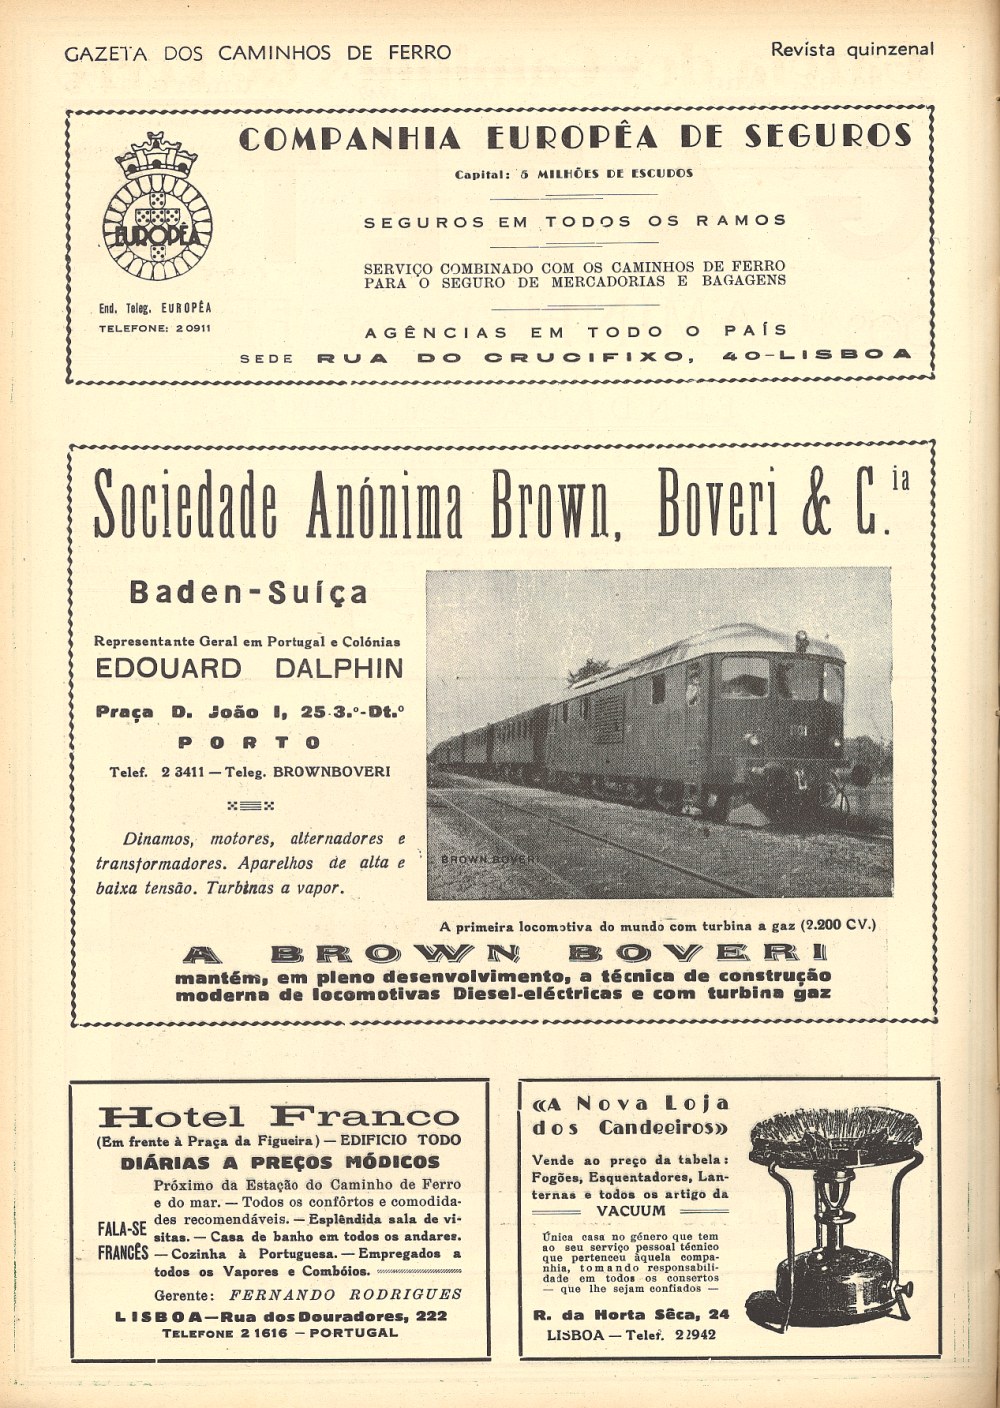 GAZETA DOS CAMINHOS DE FERRO
Revista quinzenal
COMPANHIA EUROPÊA DE SEGUROS
Capital: 5 MILHÕES DE ESCUDOS
EUROPÊA
SEGUROS EM TODOS OS RAMOS
SERVIÇO COMBINADO COM OS CAMINHOS DE FERRO
PARA O SEGURO DE MERCADORIAS E BAGAGENS
End. Teleg. EUROPÊA
TELEFONE: 2 0911
AGÊNCIAS EM TODO O PAÍS
SEDE RUA DO CRUCIFIXO, 40-LISBOA
Sociedade Anónima Brown, Boveri & C.ia
Baden-Suíça
Representante Geral em Portugal e Colónias
EDOUARD DALPHIN
Praça D. João I, 25-3.º-Dt.º
PORTO
Telef. 2 3411 — Teleg. BROWNBOVERI
Dinamos, motores, alternadores e
transformadores. Aparelhos de alta e
baixa tensão. Turbinas a vapor.
BROWN BOVERI
A primeira locomotiva do mundo com turbina a gaz (2.200 CV.)
A BROWN BOVERI
mantém, em pleno desenvolvimento, a técnica de construção
moderna de locomotivas Diesel-eléctricas e com turbina gaz
Hotel Franco
(Em frente à Praça da Figueira) — EDIFICIO TODO
DIÁRIAS A PREÇOS MÓDICOS
FALA-SE
FRANCÊS
Próximo da Estação do Caminho de Ferro
e do mar. — Todos os confôrtos e comodida-
des recomendáveis. — Esplêndida sala de vi-
sitas. — Casa de banho em todos os andares.
— Cozinha à Portuguesa. — Empregados a
todos os Vapores e Combóios.
Gerente: FERNANDO RODRIGUES
LISBOA—Rua dos Douradores, 222
TELEFONE 2 1616 — PORTUGAL
«A Nova Loja
dos Candeeiros»
Vende ao preço da tabela:
Fogões, Esquentadores, Lan-
ternas e todos os artigo da
VACUUM
Única casa no género que tem
ao seu serviço pessoal técnico
que pertenceu àquela compa-
nhia, tomando responsabili-
dade em todos os consertos
— que lhe sejam confiados —
R. da Horta Sêca, 24
LISBOA — Telef. 22942